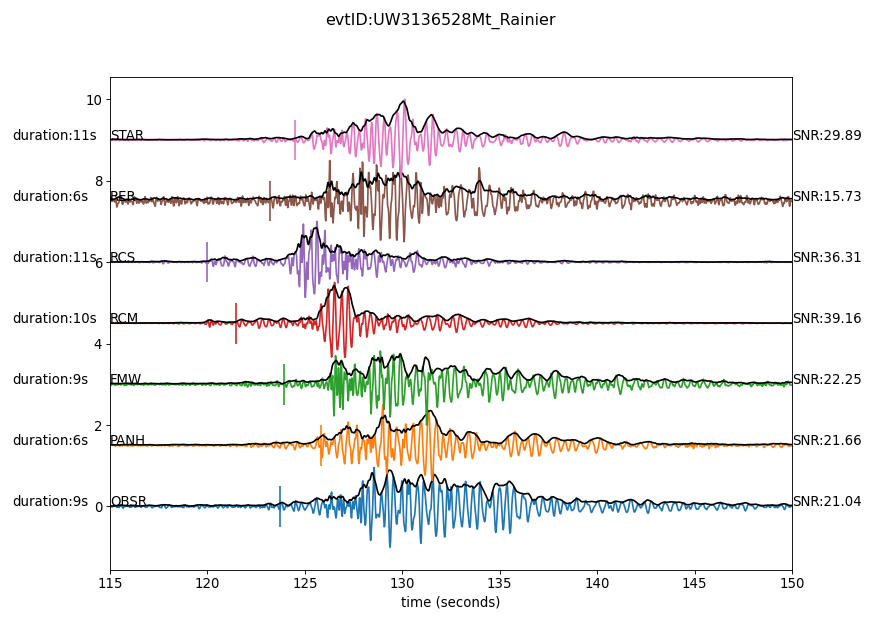 evtID:UW3136528Mt_Rainier
10
duration:11s STAR SNR:29.89
8
duration:6s RER SNR:15.73
duration:11s RCS SNR:36.31
6
duration:10s RCM SNR:39.16
4
duration:9s FMW SNR:22.25
2
duration:6s PANH SNR:21.66
duration:9s OBSR SNR:21.04
0
115 120 125 130 135 140 145 150
time (seconds)